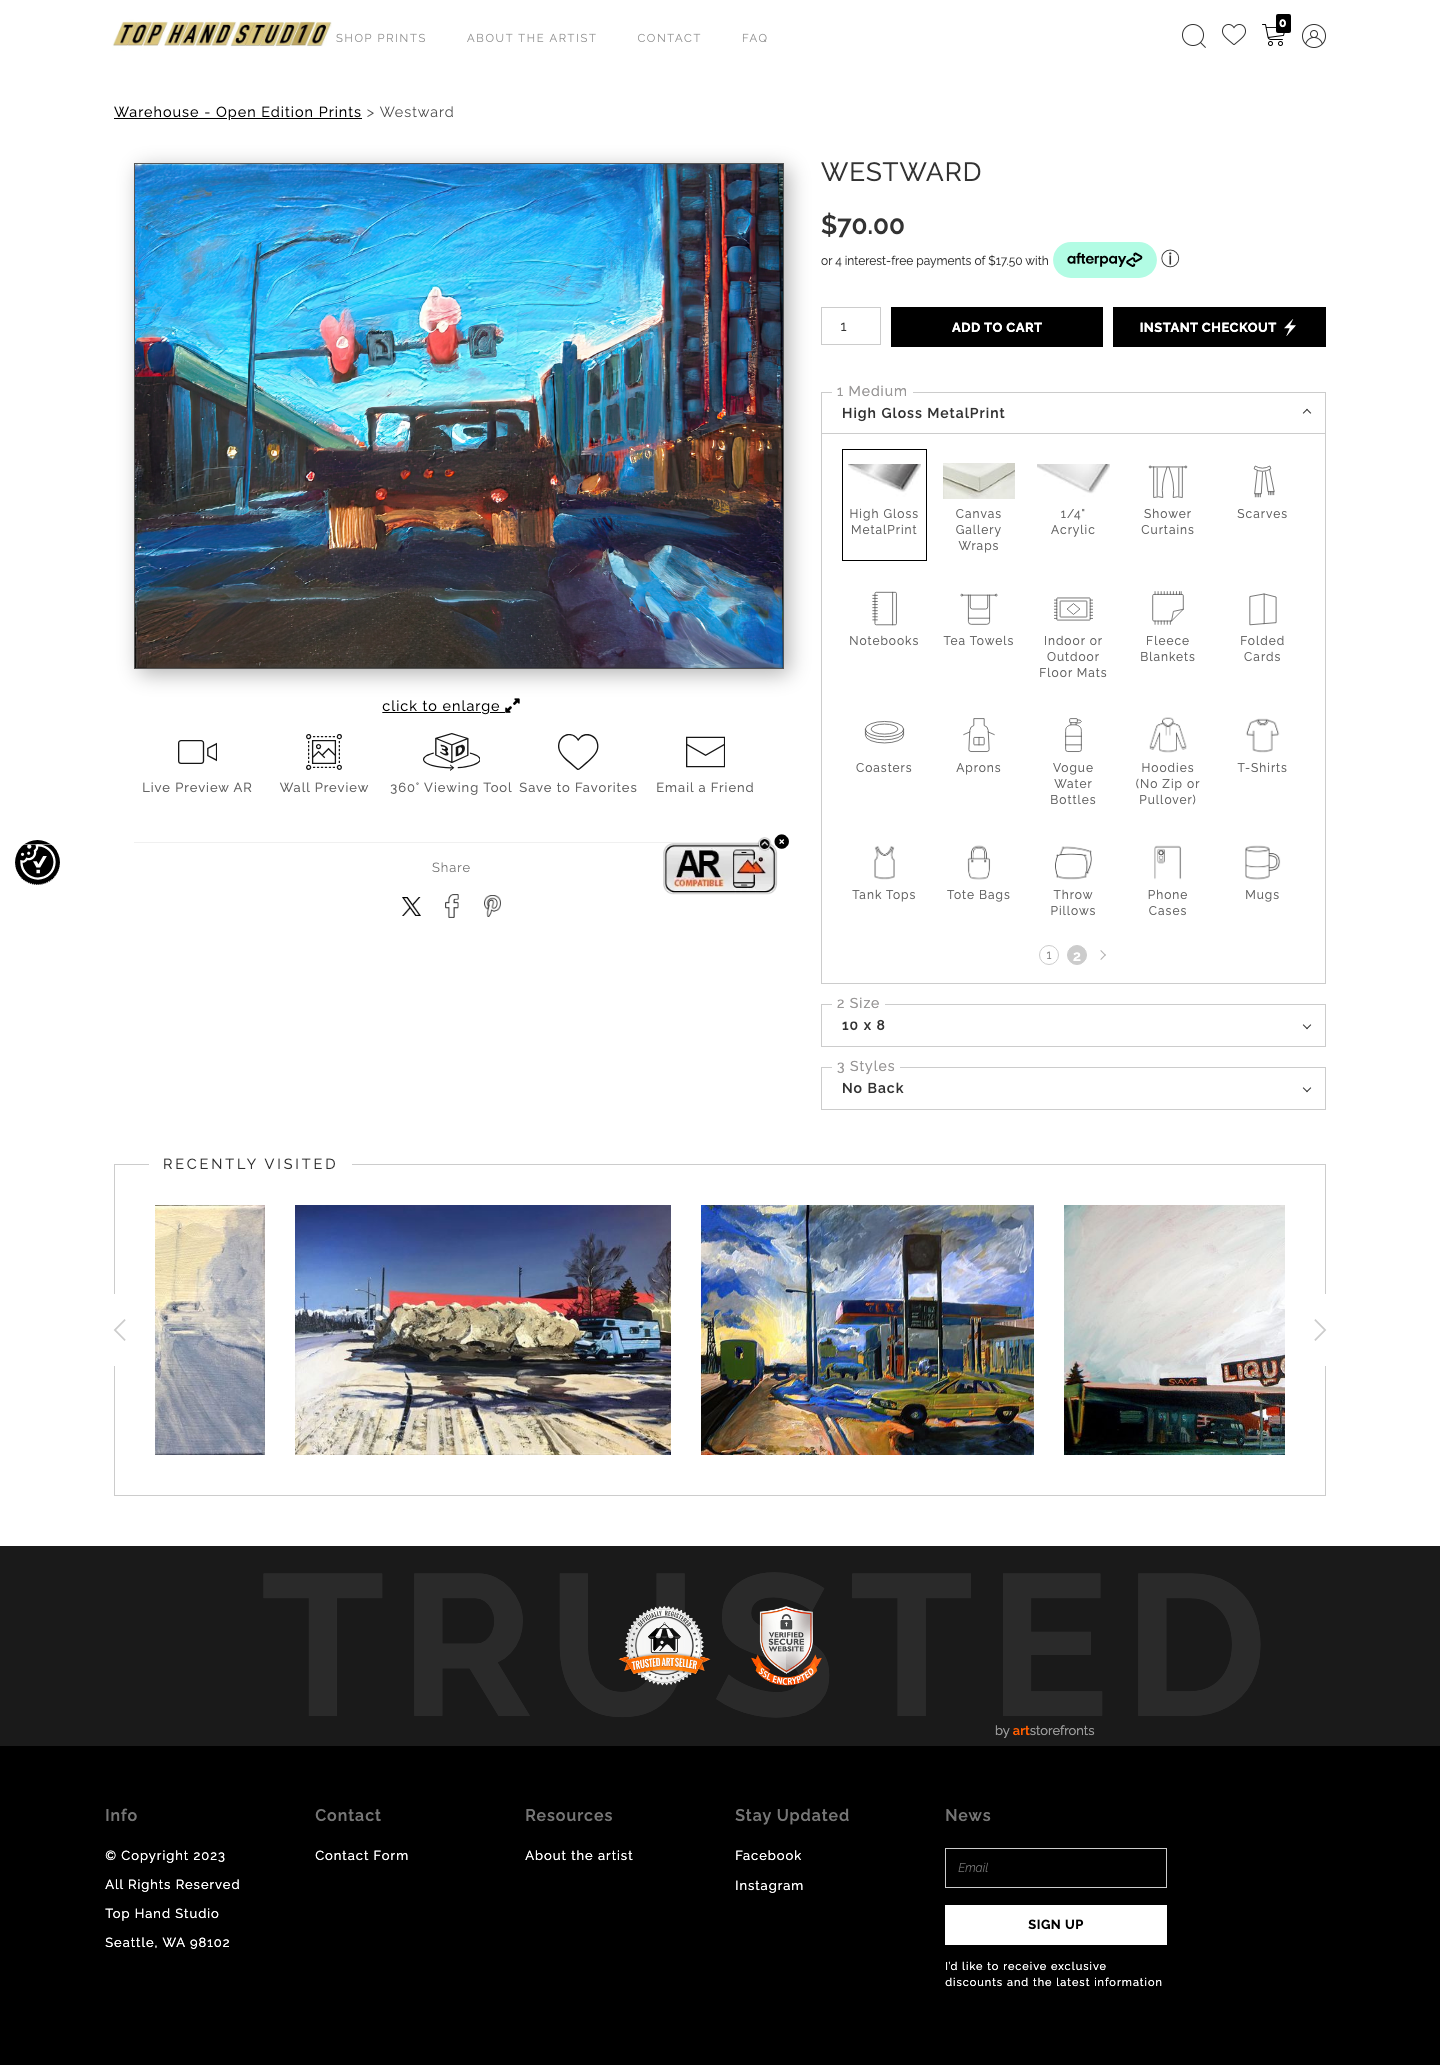 TOP HAND STUD10
SHOP PRINTS
ABOUT THE ARTIST
CONTACT
FAQ
0
Warehouse - Open Edition Prints > Westward
WESTWARD
$70.00
or 4 interest-free payments of $17.50 with afterpay
1
ADD TO CART
INSTANT CHECKOUT
1 Medium
High Gloss MetalPrint
High Gloss
MetalPrint
Canvas
Gallery
Wraps
1/4"
Acrylic
Shower
Curtains
Scarves
Notebooks
Tea Towels
Indoor or
Outdoor
Floor Mats
Fleece
Blankets
Folded
Cards
Coasters
Aprons
Vogue
Water
Bottles
Hoodies
(No Zip or
Pullover)
T-Shirts
Tank Tops
Tote Bags
Throw
Pillows
Phone
Cases
Mugs
1 2
2 Size
10 x 8
3 Styles
No Back
click to enlarge
Live Preview AR
Wall Preview
3D
360° Viewing Tool
Save to Favorites
Email a Friend
Share
AR
COMPATIBLE
RECENTLY VISITED
SAVE
LIQU
TRUSTED
OFFICIALLY REGISTERED
TRUSTED ART SELLER
VERIFIED
SECURE
WEBSITE
SSL ENCRYPTED
by artstorefronts
Info
© Copyright 2023
All Rights Reserved
Top Hand Studio
Seattle, WA 98102
Contact
Contact Form
Resources
About the artist
Stay Updated
Facebook
Instagram
News
Email
SIGN UP
I'd like to receive exclusive
discounts and the latest information